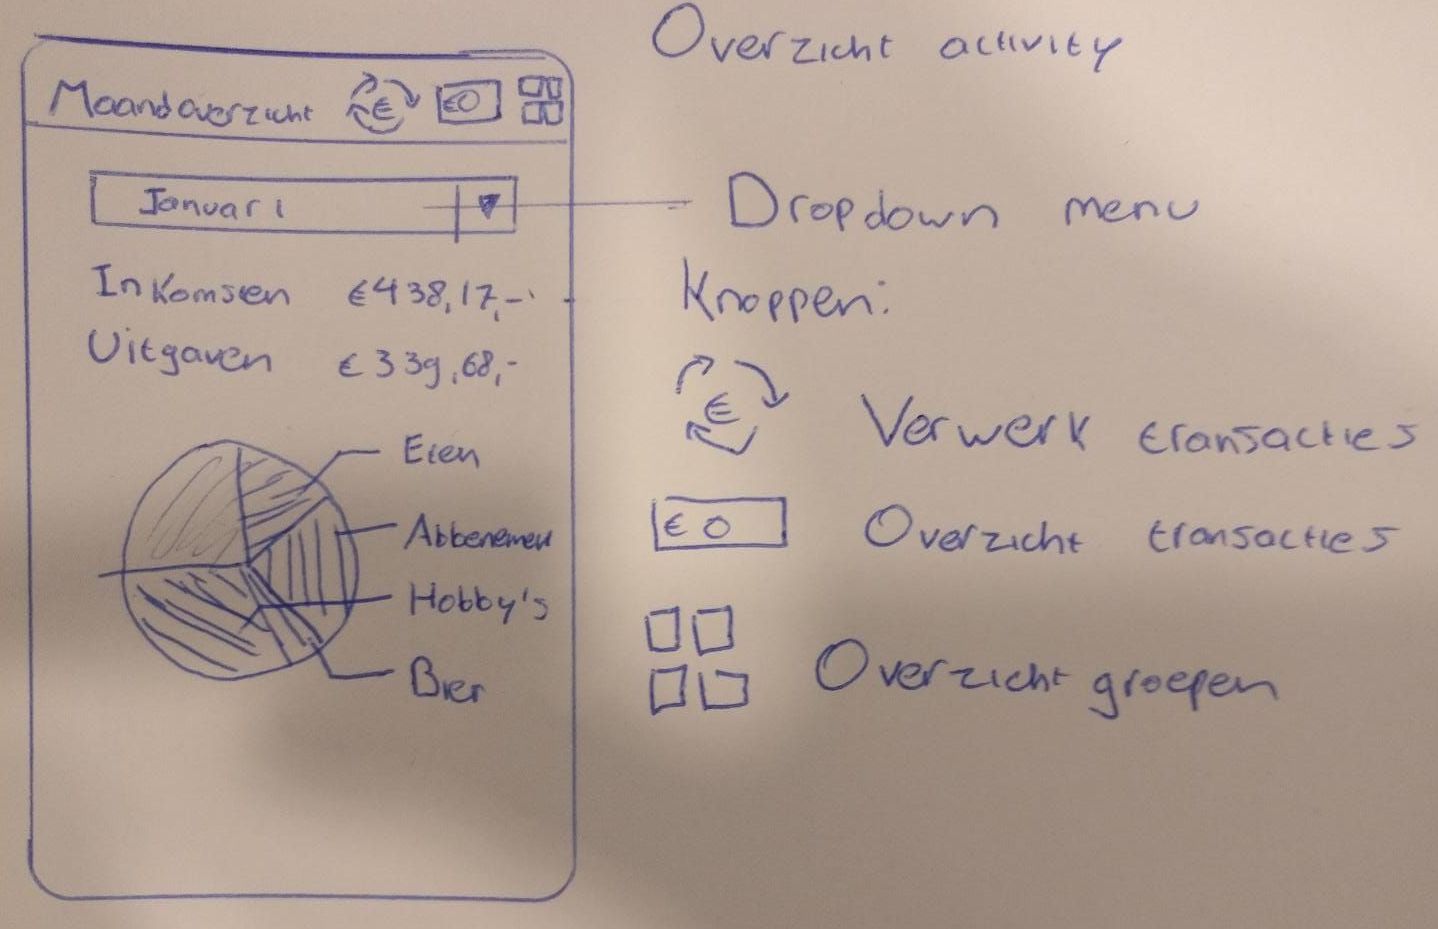 Overzicht activity
Maandoverzicht € €0
Januari
Dropdown menu
Inkomsten €438,17,-
Uitgaven €339,68,-
Eten
Abbenement
Hobby's
Bier
Knoppen:
€ Verwerk transacties
€0 Overzicht transacties
Overzicht groepen